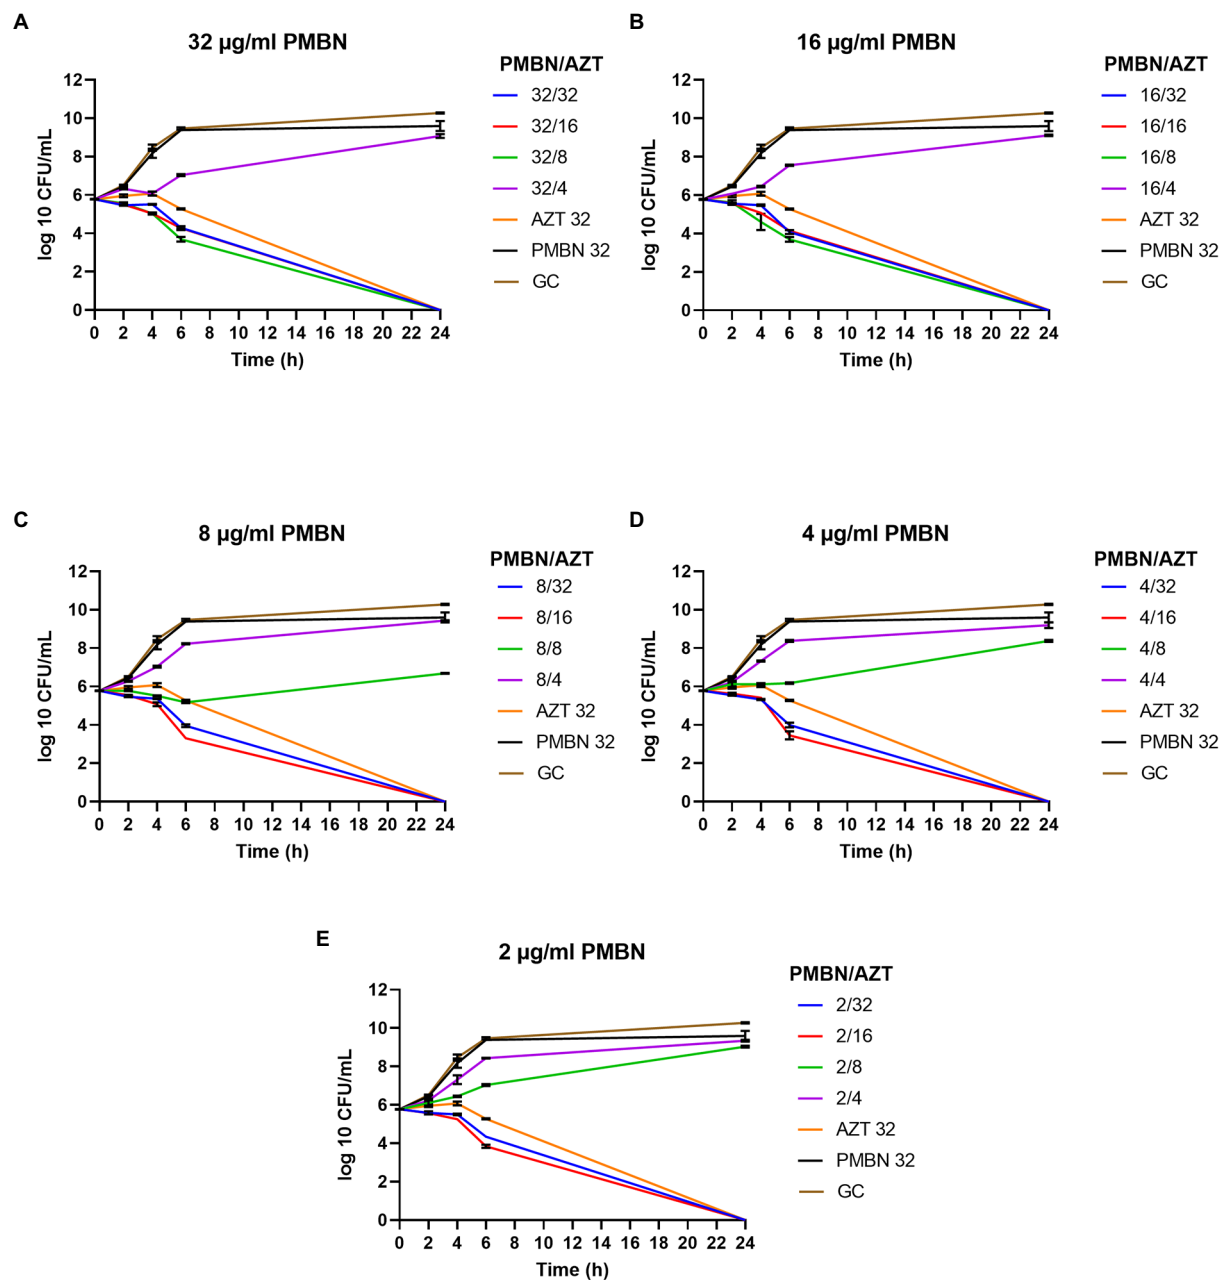 A
32 µg/ml PMBN
PMBN/AZT
32/32
32/16
32/8
32/4
AZT 32
PMBN 32
GC
log 10 CFU/mL
12
10
8
6
4
2
0
0 2 4 6 8 10 12 14 16 18 20 22 24
Time (h)
B
16 µg/ml PMBN
PMBN/AZT
16/32
16/16
16/8
16/4
AZT 32
PMBN 32
GC
log 10 CFU/mL
12
10
8
6
4
2
0
0 2 4 6 8 10 12 14 16 18 20 22 24
Time (h)
C
8 µg/ml PMBN
PMBN/AZT
8/32
8/16
8/8
8/4
AZT 32
PMBN 32
GC
log 10 CFU/mL
12
10
8
6
4
2
0
0 2 4 6 8 10 12 14 16 18 20 22 24
Time (h)
D
4 µg/ml PMBN
PMBN/AZT
4/32
4/16
4/8
4/4
AZT 32
PMBN 32
GC
log 10 CFU/mL
12
10
8
6
4
2
0
0 2 4 6 8 10 12 14 16 18 20 22 24
Time (h)
E
2 µg/ml PMBN
PMBN/AZT
2/32
2/16
2/8
2/4
AZT 32
PMBN 32
GC
log 10 CFU/mL
12
10
8
6
4
2
0
0 2 4 6 8 10 12 14 16 18 20 22 24
Time (h)